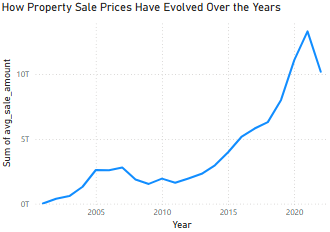 How Property Sale Prices Have Evolved Over the Years
Sum of avg_sale_amount
10T
5T
0T
2005 2010 2015 2020
Year